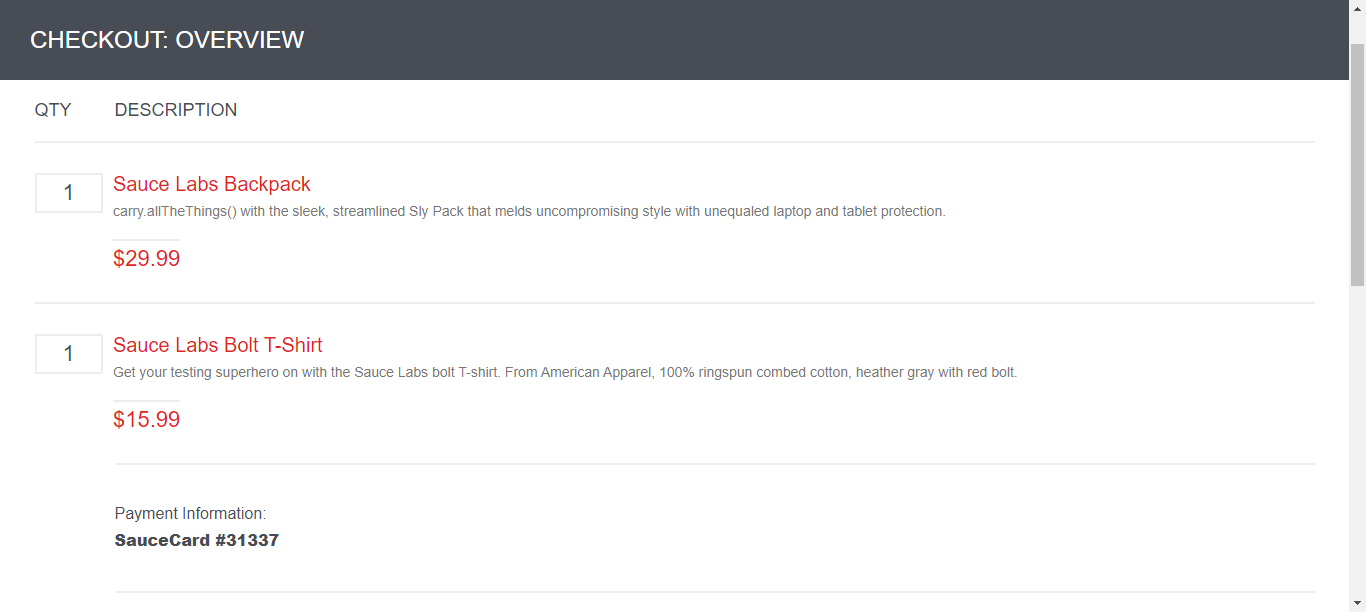 CHECKOUT: OVERVIEW
QTY DESCRIPTION
1 Sauce Labs Backpack
carry.allTheThings() with the sleek, streamlined Sly Pack that melds uncompromising style with unequaled laptop and tablet protection.
$29.99
1 Sauce Labs Bolt T-Shirt
Get your testing superhero on with the Sauce Labs bolt T-shirt. From American Apparel, 100% ringspun combed cotton, heather gray with red bolt.
$15.99
Payment Information:
SauceCard #31337